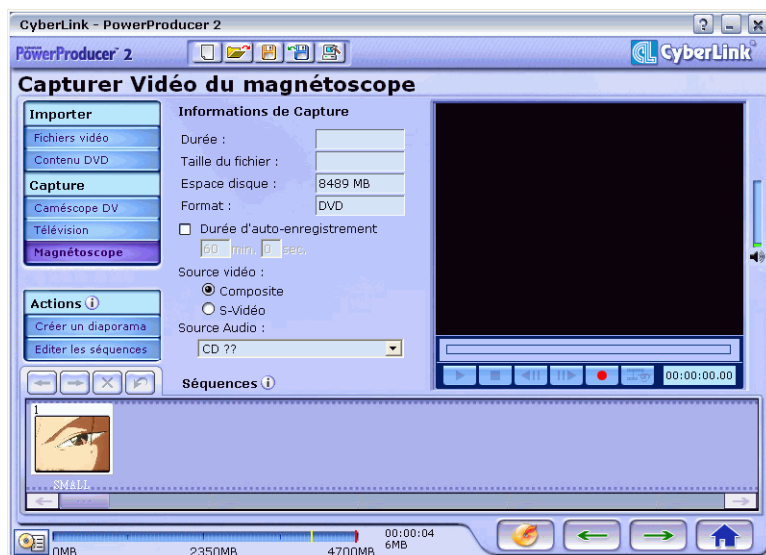 CyberLink - PowerProducer 2
PowerProducer 2
CyberLink
Capturer Vidéo du magnétoscope
Importer
Fichiers vidéo
Contenu DVD
Capture
Caméscope DV
Télévision
Magnétoscope
Actions
Créer un diaporama
Editer les séquences
Informations de Capture
Durée :
Taille du fichier :
Espace disque : 8489 MB
Format : DVD
Durée d'auto-enregistrement
60 min. 0 sec.
Source vidéo :
Composite
S-Vidéo
Source Audio :
CD ??
Séquences
00:00:00.00
1
SMALL
0MB 2350MB 4700MB
00:00:04
6MB